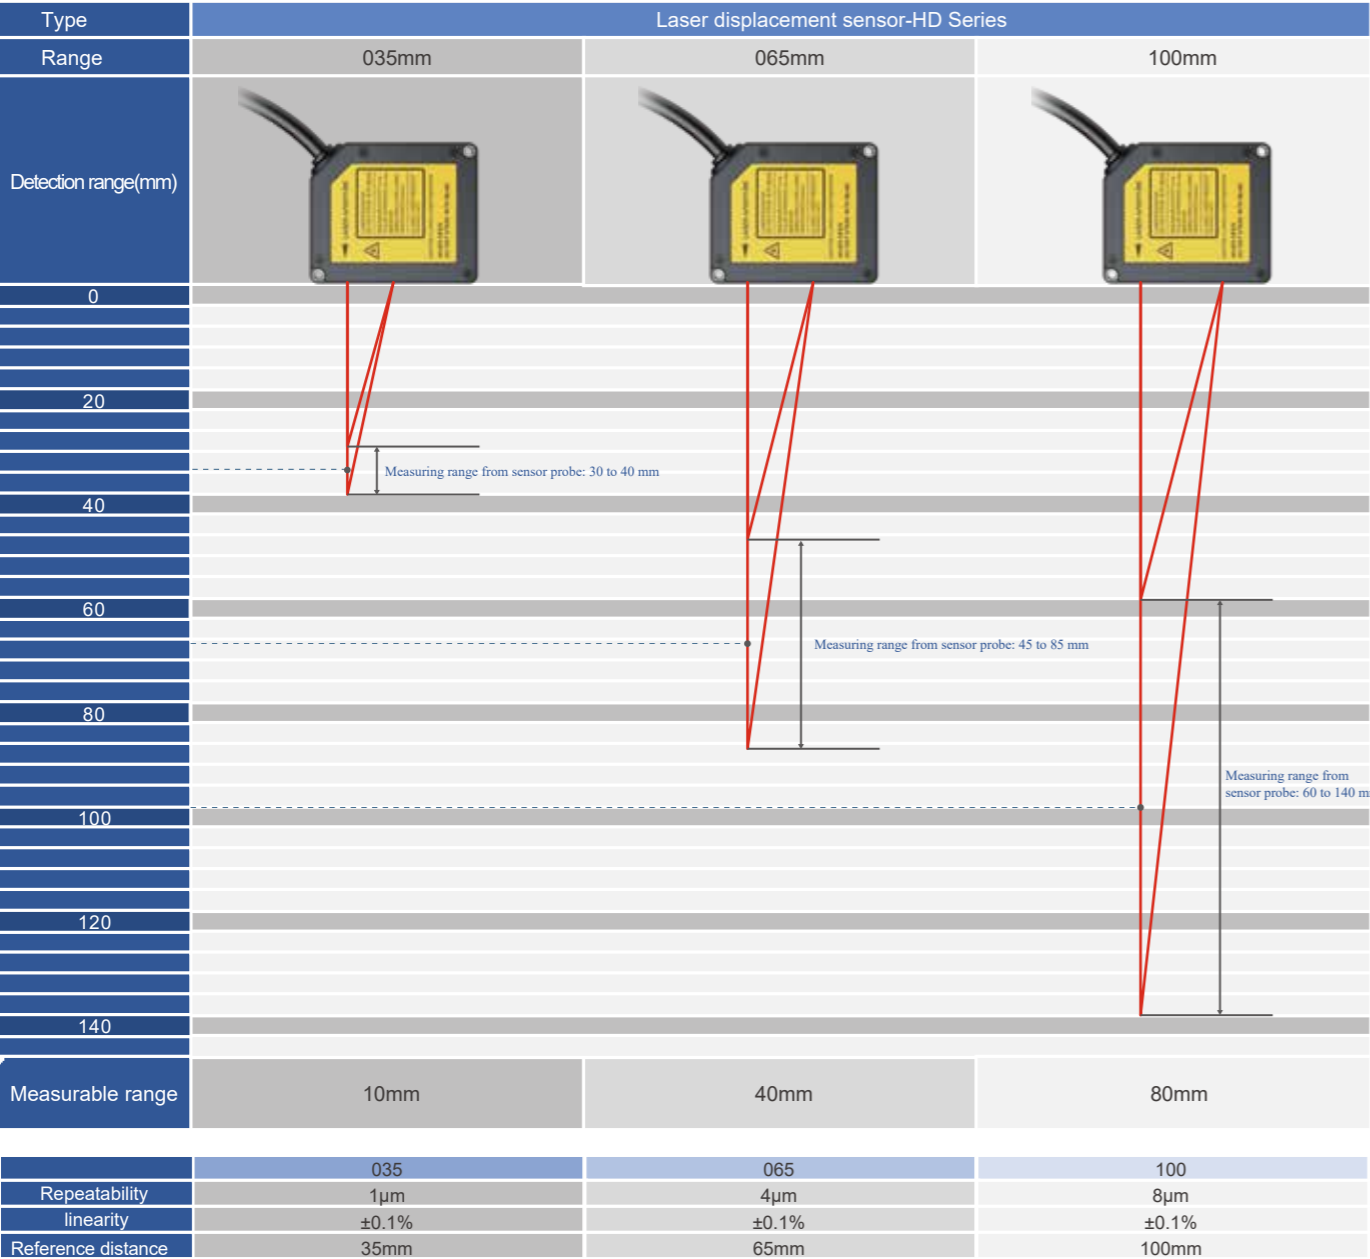 Type Laser displacement sensor-HD Series
Range 035mm 065mm 100mm
Detection range(mm)
0
20
Measuring range from sensor probe: 30 to 40 mm
40
60
Measuring range from sensor probe: 45 to 85 mm
80
Measuring range from
sensor probe: 60 to 140 m
100
120
140
Measurable range 10mm 40mm 80mm
035 065 100
Repeatability 1μm 4μm 8μm
linearity ±0.1% ±0.1% ±0.1%
Reference distance 35mm 65mm 100mm